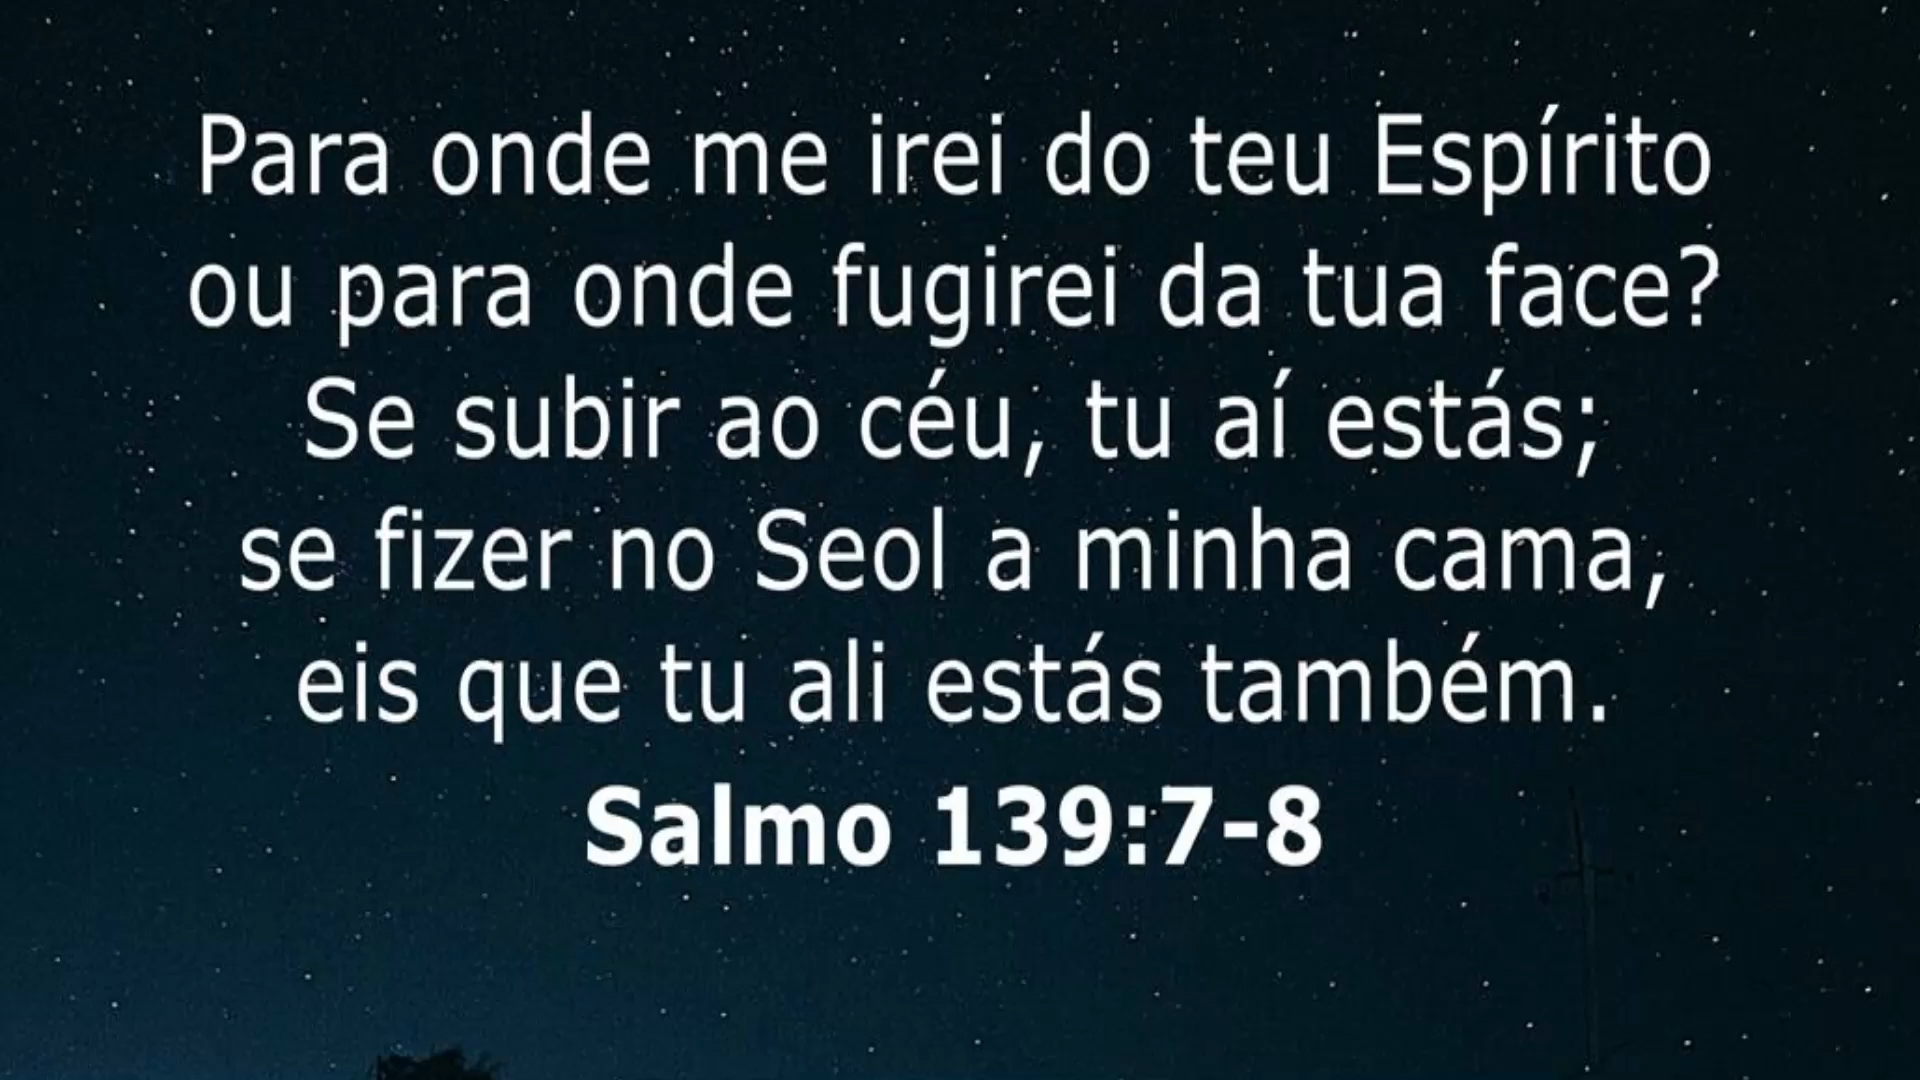 Para onde me irei do teu Espírito
ou para onde fugirei da tua face?
Se subir ao céu, tu aí estás;
se fizer no Seol a minha cama,
eis que tu ali estás também.
Salmo 139:7-8